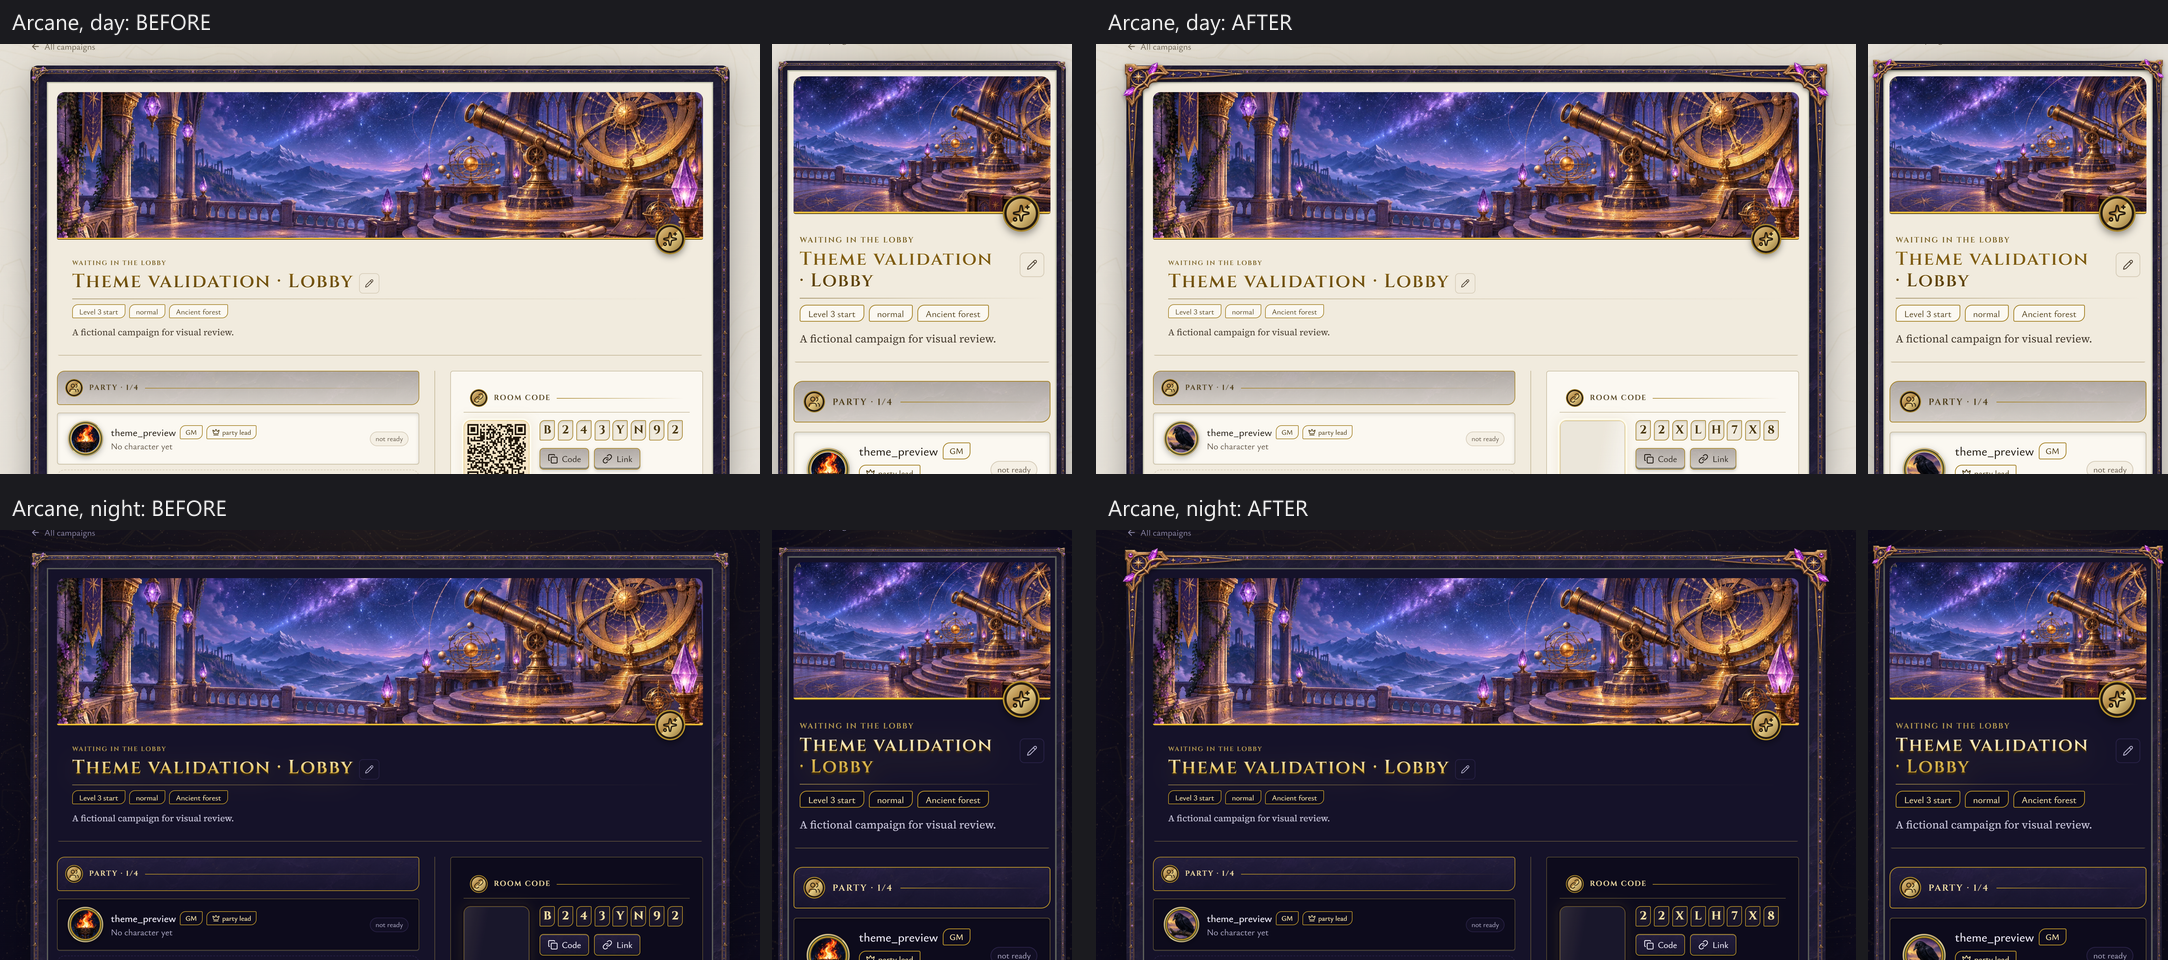 Arcane, day: BEFORE
All campaigns
WAITING IN THE LOBBY
THEME VALIDATION · LOBBY
Level 3 start normal Ancient forest
A fictional campaign for visual review.
PARTY · 1/4
theme_preview GM party lead
No character yet
not ready
ROOM CODE
B 2 4 3 Y N 9 2
Code Link
WAITING IN THE LOBBY
THEME VALIDATION
· LOBBY
Level 3 start normal Ancient forest
A fictional campaign for visual review.
PARTY · 1/4
theme_preview GM
party lead
not ready
Arcane, day: AFTER
All campaigns
WAITING IN THE LOBBY
THEME VALIDATION · LOBBY
Level 3 start normal Ancient forest
A fictional campaign for visual review.
PARTY · 1/4
theme_preview GM party lead
No character yet
not ready
ROOM CODE
2 2 X L H 7 X 8
Code Link
WAITING IN THE LOBBY
THEME VALIDATION
· LOBBY
Level 3 start normal Ancient forest
A fictional campaign for visual review.
PARTY · 1/4
theme_preview GM
party lead
not ready
Arcane, night: BEFORE
All campaigns
WAITING IN THE LOBBY
THEME VALIDATION · LOBBY
Level 3 start normal Ancient forest
A fictional campaign for visual review.
PARTY · 1/4
theme_preview GM party lead
No character yet
not ready
ROOM CODE
B 2 4 3 Y N 9 2
Code Link
WAITING IN THE LOBBY
THEME VALIDATION
· LOBBY
Level 3 start normal Ancient forest
A fictional campaign for visual review.
PARTY · 1/4
theme_preview GM
party lead
not ready
Arcane, night: AFTER
All campaigns
WAITING IN THE LOBBY
THEME VALIDATION · LOBBY
Level 3 start normal Ancient forest
A fictional campaign for visual review.
PARTY · 1/4
theme_preview GM party lead
No character yet
not ready
ROOM CODE
2 2 X L H 7 X 8
Code Link
WAITING IN THE LOBBY
THEME VALIDATION
· LOBBY
Level 3 start normal Ancient forest
A fictional campaign for visual review.
PARTY · 1/4
theme_preview GM
party lead
not ready